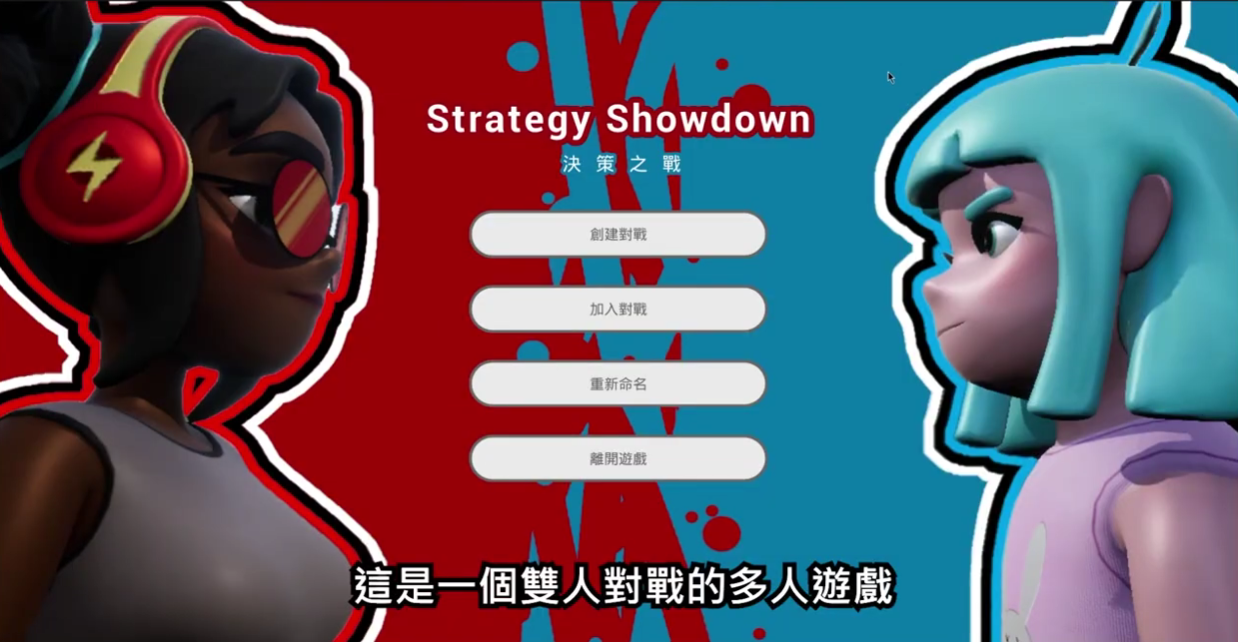 Strategy Showdown
決策之戰
創建對戰
加入對戰
重新命名
離開遊戲
這是一個雙人對戰的多人遊戲